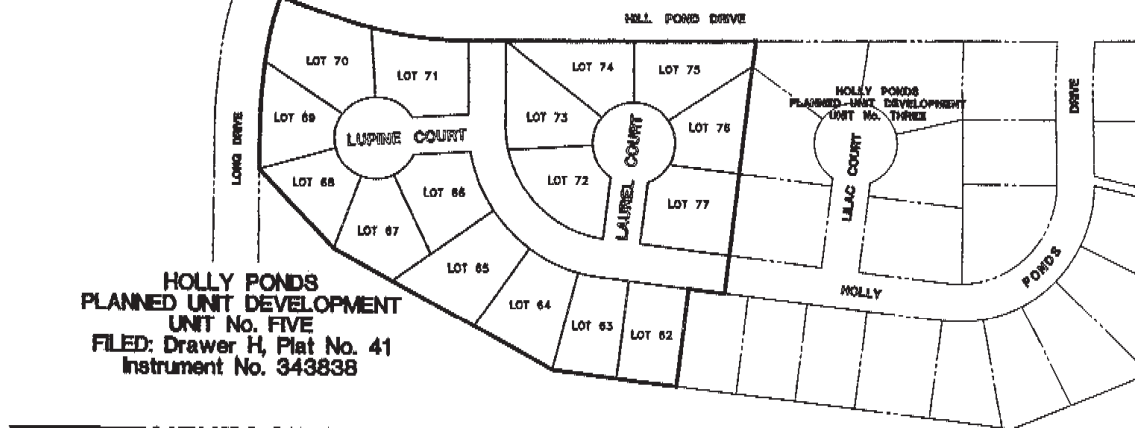 HILL POND DRIVE
LOT 70
LOT 71
LOT 74
LOT 75
HOLLY PONDS
PLANNED UNIT DEVELOPMENT
UNIT No. THREE
DRIVE
LOT 69
LUPINE COURT
LOT 73
LAUREL COURT
LOT 76
LONG DRIVE
LOT 68
LOT 66
LOT 72
LOT 77
LILAC COURT
LOT 67
LOT 65
LOT 64
LOT 63
LOT 62
HOLLY
PONDS
HOLLY PONDS
PLANNED UNIT DEVELOPMENT
UNIT No. FIVE
FILED: Drawer H, Plat No. 41
Instrument No. 343838